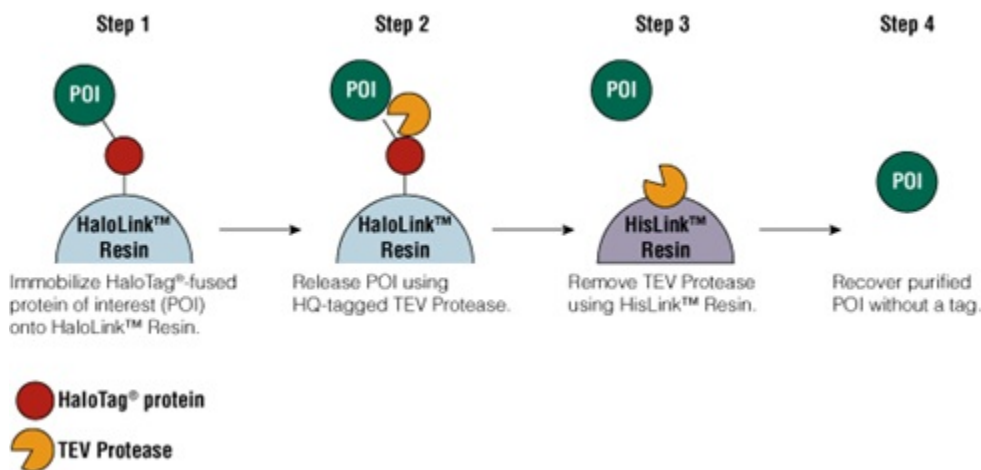 Step 1
Step 2
Step 3
Step 4
POI
HaloLink™
Resin
POI
HaloLink™
Resin
POI
HisLink™
Resin
POI
Immobilize HaloTag®-fused
protein of interest (POI)
onto HaloLink™ Resin.
Release POI using
HQ-tagged TEV Protease.
Remove TEV Protease
using HisLink™ Resin.
Recover purified
POI without a tag.
HaloTag® protein
TEV Protease